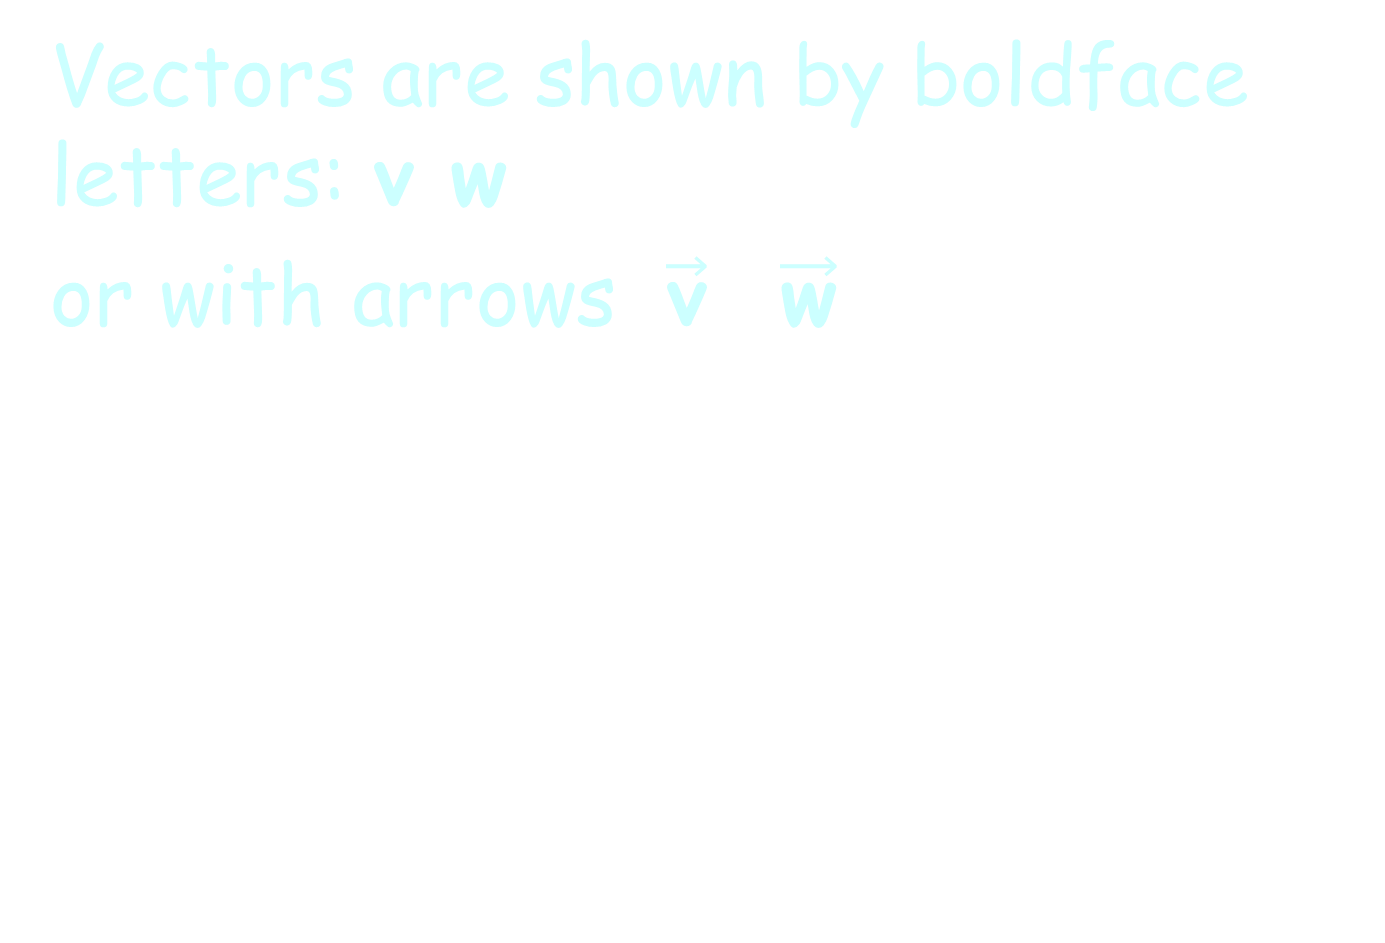 Vectors are shown by boldface
letters: v w
or with arrows v⃗ w⃗